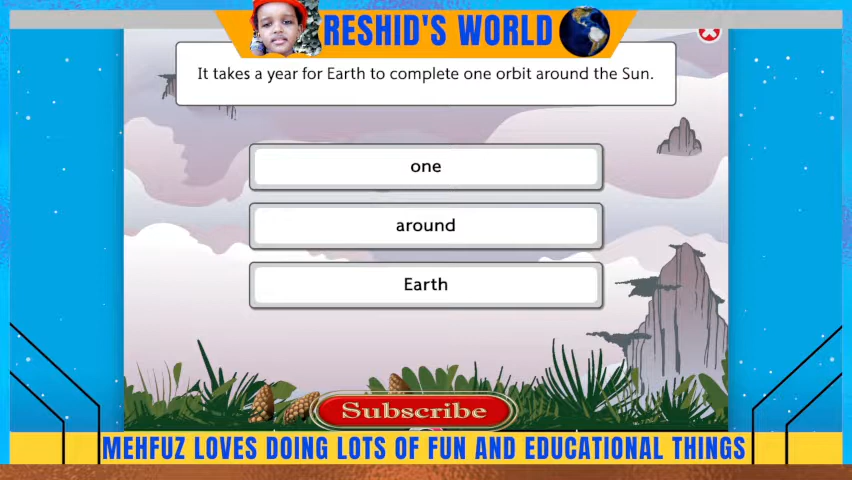 RESHID'S WORLD
It takes a year for Earth to complete one orbit around the Sun.
one
around
Earth
Subscribe
MEHFUZ LOVES DOING LOTS OF FUN AND EDUCATIONAL THINGS